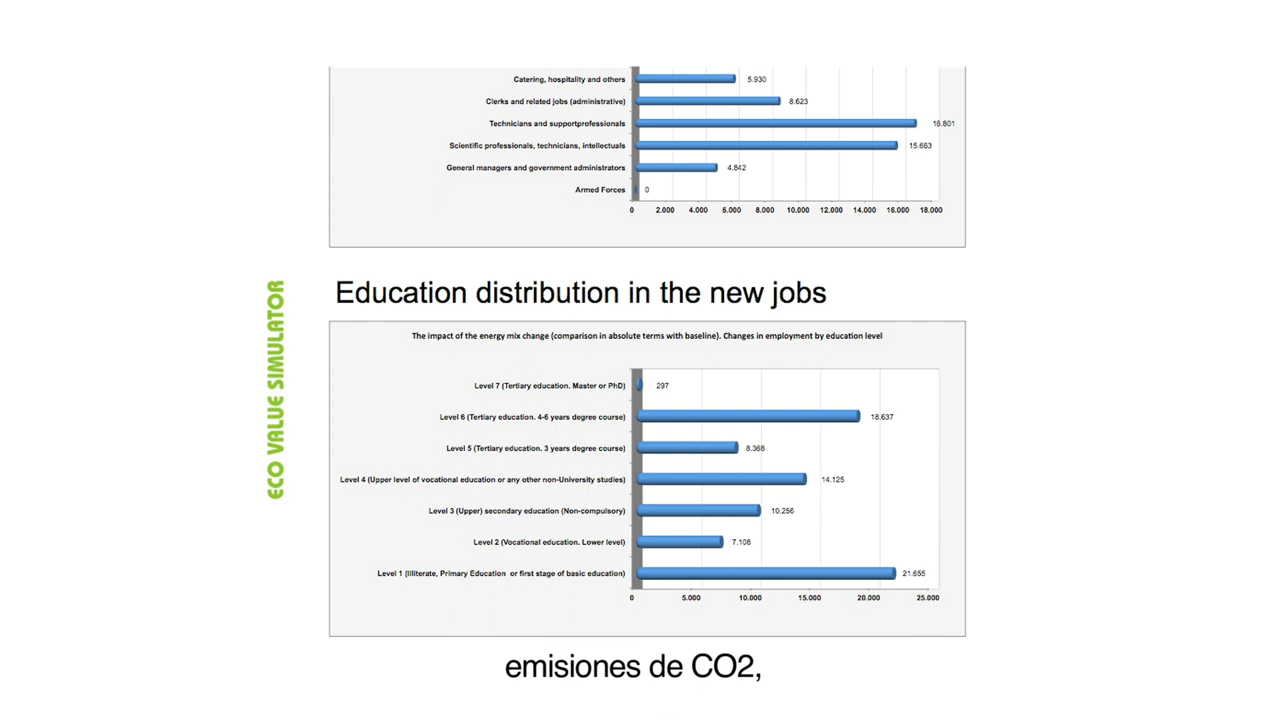 Catering, hospitality and others 5.930
Clerks and related jobs (administrative) 8.623
Technicians and supportprofessionals 16.801
Scientific professionals, technicians, intellectuals 15.663
General managers and government administrators 4.842
Armed Forces 0
0 2.000 4.000 6.000 8.000 10.000 12.000 14.000 16.000 18.000
ECO VALUE SIMULATOR
Education distribution in the new jobs
The impact of the energy mix change (comparison in absolute terms with baseline). Changes in employment by education level
Level 7 (Tertiary education. Master or PhD) 297
Level 6 (Tertiary education. 4-6 years degree course) 18.637
Level 5 (Tertiary education. 3 years degree course) 8.368
Level 4 (Upper level of vocational education or any other non-University studies) 14.125
Level 3 (Upper) secondary education (Non-compulsory) 10.256
Level 2 (Vocational education. Lower level) 7.108
Level 1 (Illiterate, Primary Education or first stage of basic education) 21.655
0 5.000 10.000 15.000 20.000 25.000
emisiones de CO2,